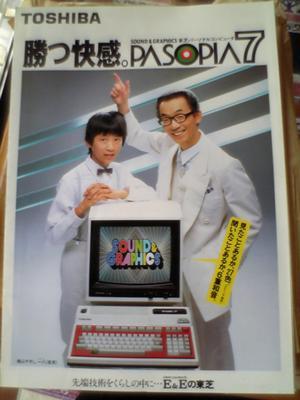 TOSHIBA
勝つ快感。
SOUND & GRAPHICS 東芝パーソナルコンピュータ
PASOPIA7
見たことあるか、27色。
聞いたことあるか、6重和音。
SOUND &
GRAPHICS
先端技術をくらしの中に…E&Eの東芝